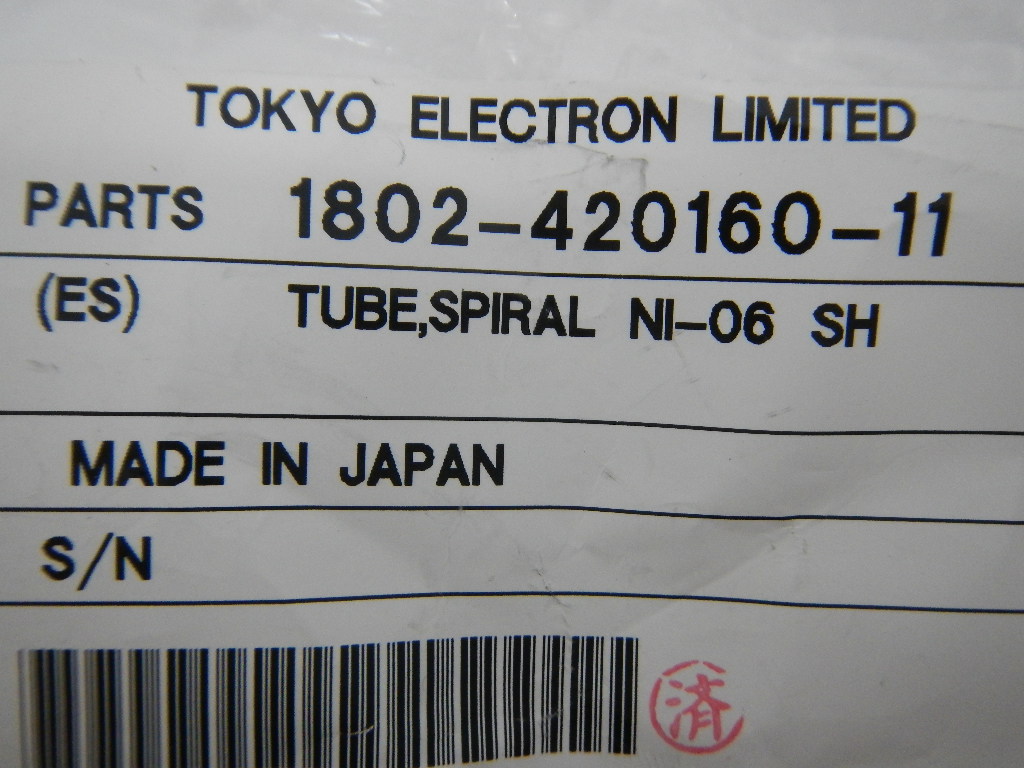 TOKYO ELECTRON LIMITED
PARTS 1802-420160-11
(ES) TUBE,SPIRAL NI-06 SH
MADE IN JAPAN
S/N
済